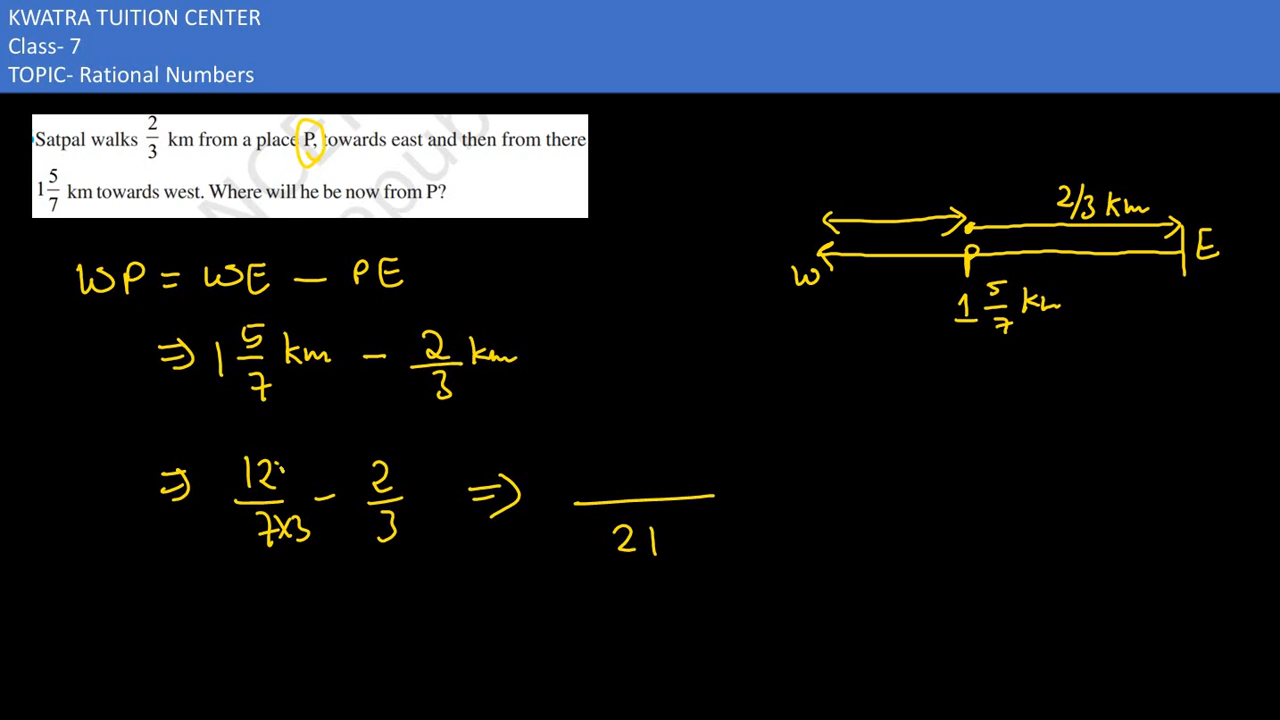 KWATRA TUITION CENTER
Class- 7
TOPIC- Rational Numbers
Satpal walks 2/3 km from a place P, towards east and then from there
1 5/7 km towards west. Where will he be now from P?
2/3 km
E
W
P
1 5/7 km
WP = WE - PE
⇒ 1 5/7 km - 2/3 km
⇒ 12/7×3 - 2/3 ⇒ /21